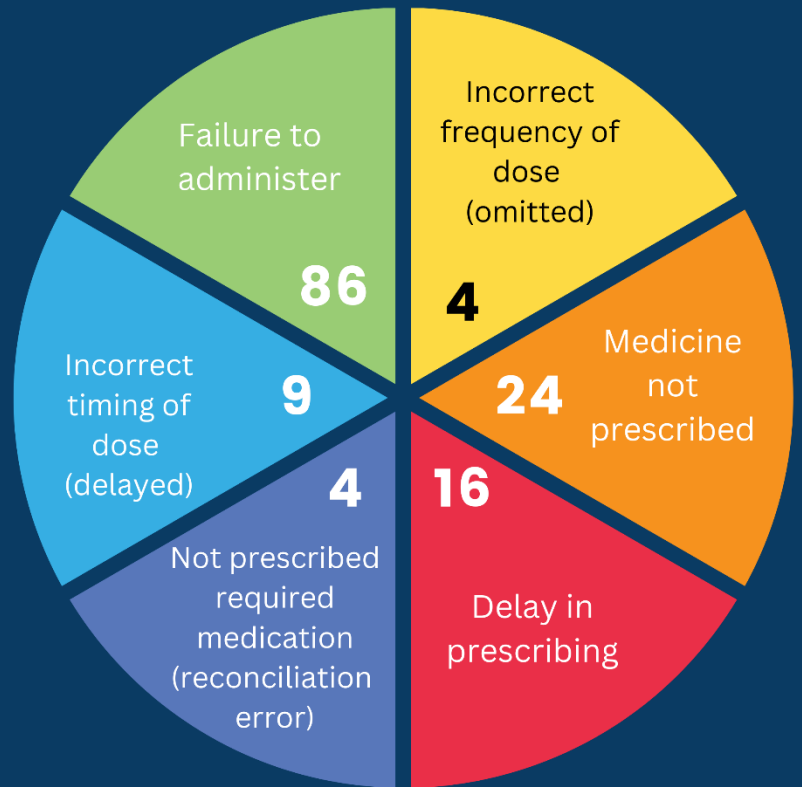 Failure to
administer
86
Incorrect
frequency of
dose
(omitted)
4
Medicine
not
prescribed
24
16
Delay in
prescribing
4
Not prescribed
required
medication
(reconciliation
error)
Incorrect
timing of
dose
(delayed)
9